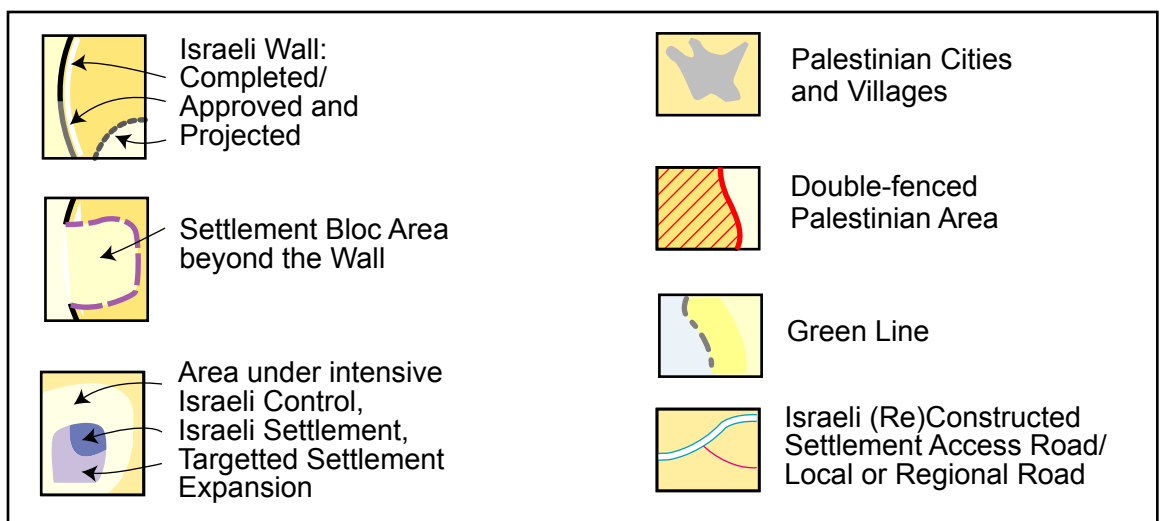 Israeli Wall:
Completed/
Approved and
Projected
Settlement Bloc Area
beyond the Wall
Area under intensive
Israeli Control,
Israeli Settlement,
Targetted Settlement
Expansion
Palestinian Cities
and Villages
Double-fenced
Palestinian Area
Green Line
Israeli (Re)Constructed
Settlement Access Road/
Local or Regional Road